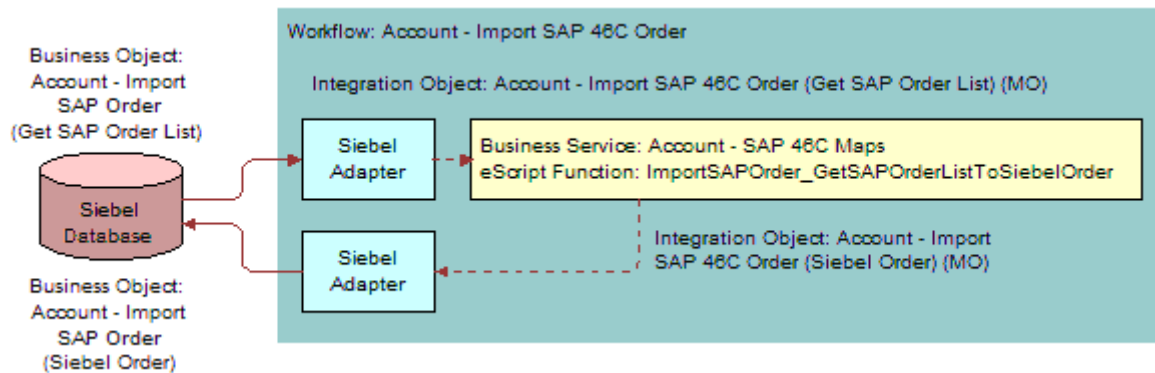 Workflow: Account - Import SAP 46C Order
Business Object:
Account - Import
SAP Order
(Get SAP Order List)
Integration Object: Account - Import SAP 46C Order (Get SAP Order List) (MO)
Siebel
Adapter
Business Service: Account - SAP 46C Maps
eScript Function: ImportSAPOrder_GetSAPOrderListToSiebelOrder
Siebel
Database
Siebel
Adapter
Integration Object: Account - Import
SAP 46C Order (Siebel Order) (MO)
Business Object:
Account - Import
SAP Order
(Siebel Order)